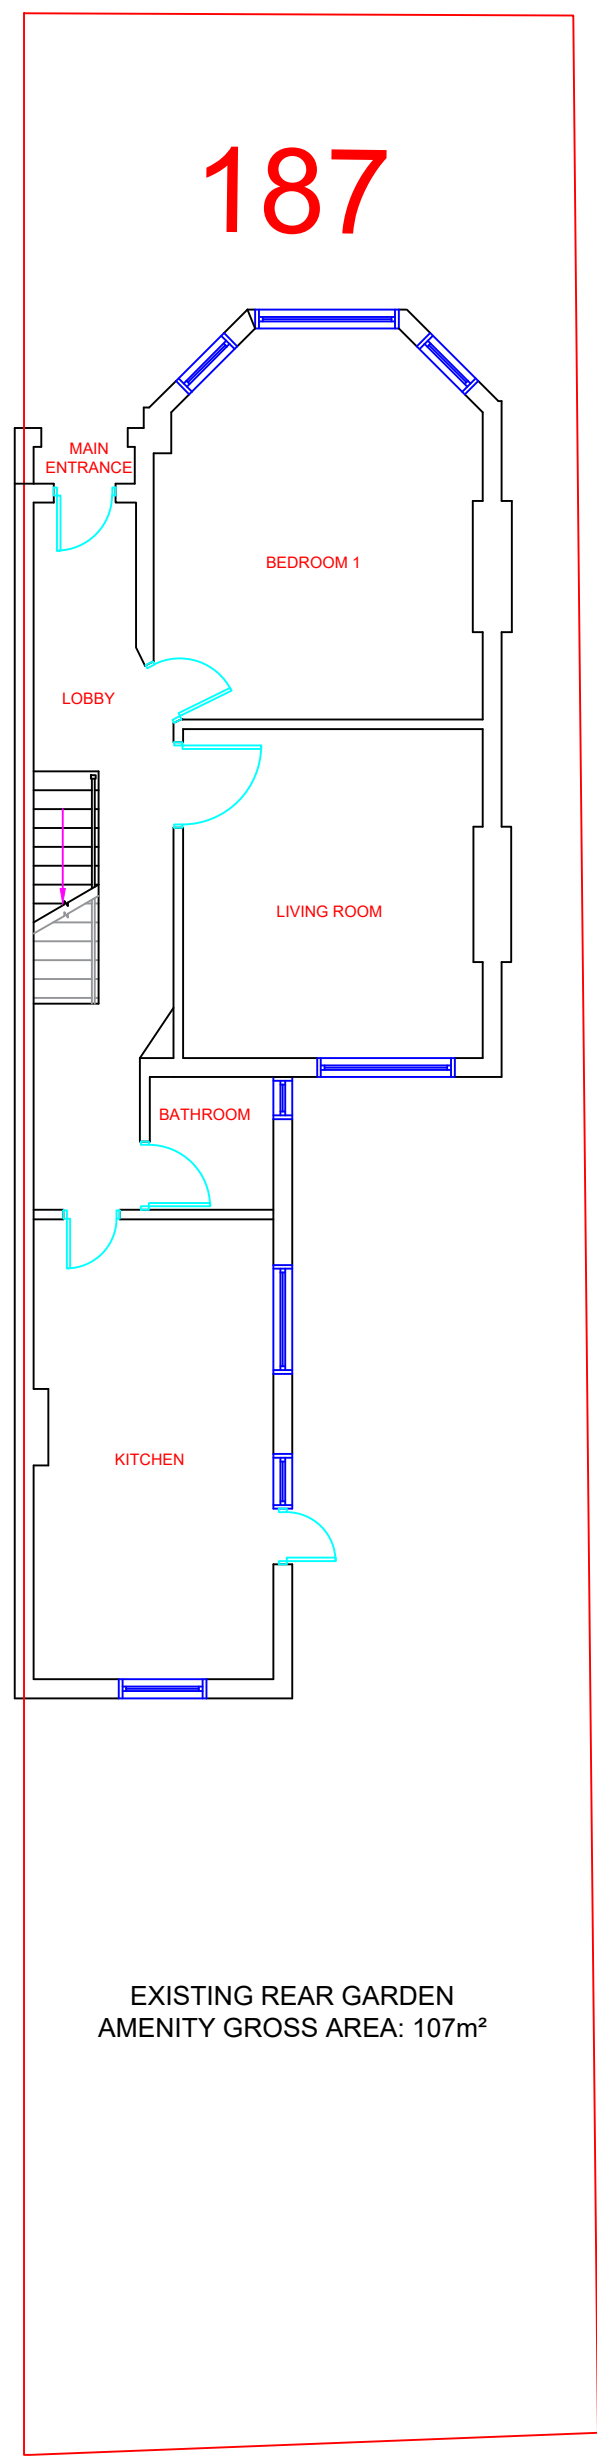 187
MAIN
ENTRANCE
BEDROOM 1
LOBBY
LIVING ROOM
BATHROOM
KITCHEN
EXISTING REAR GARDEN
AMENITY GROSS AREA: 107m²